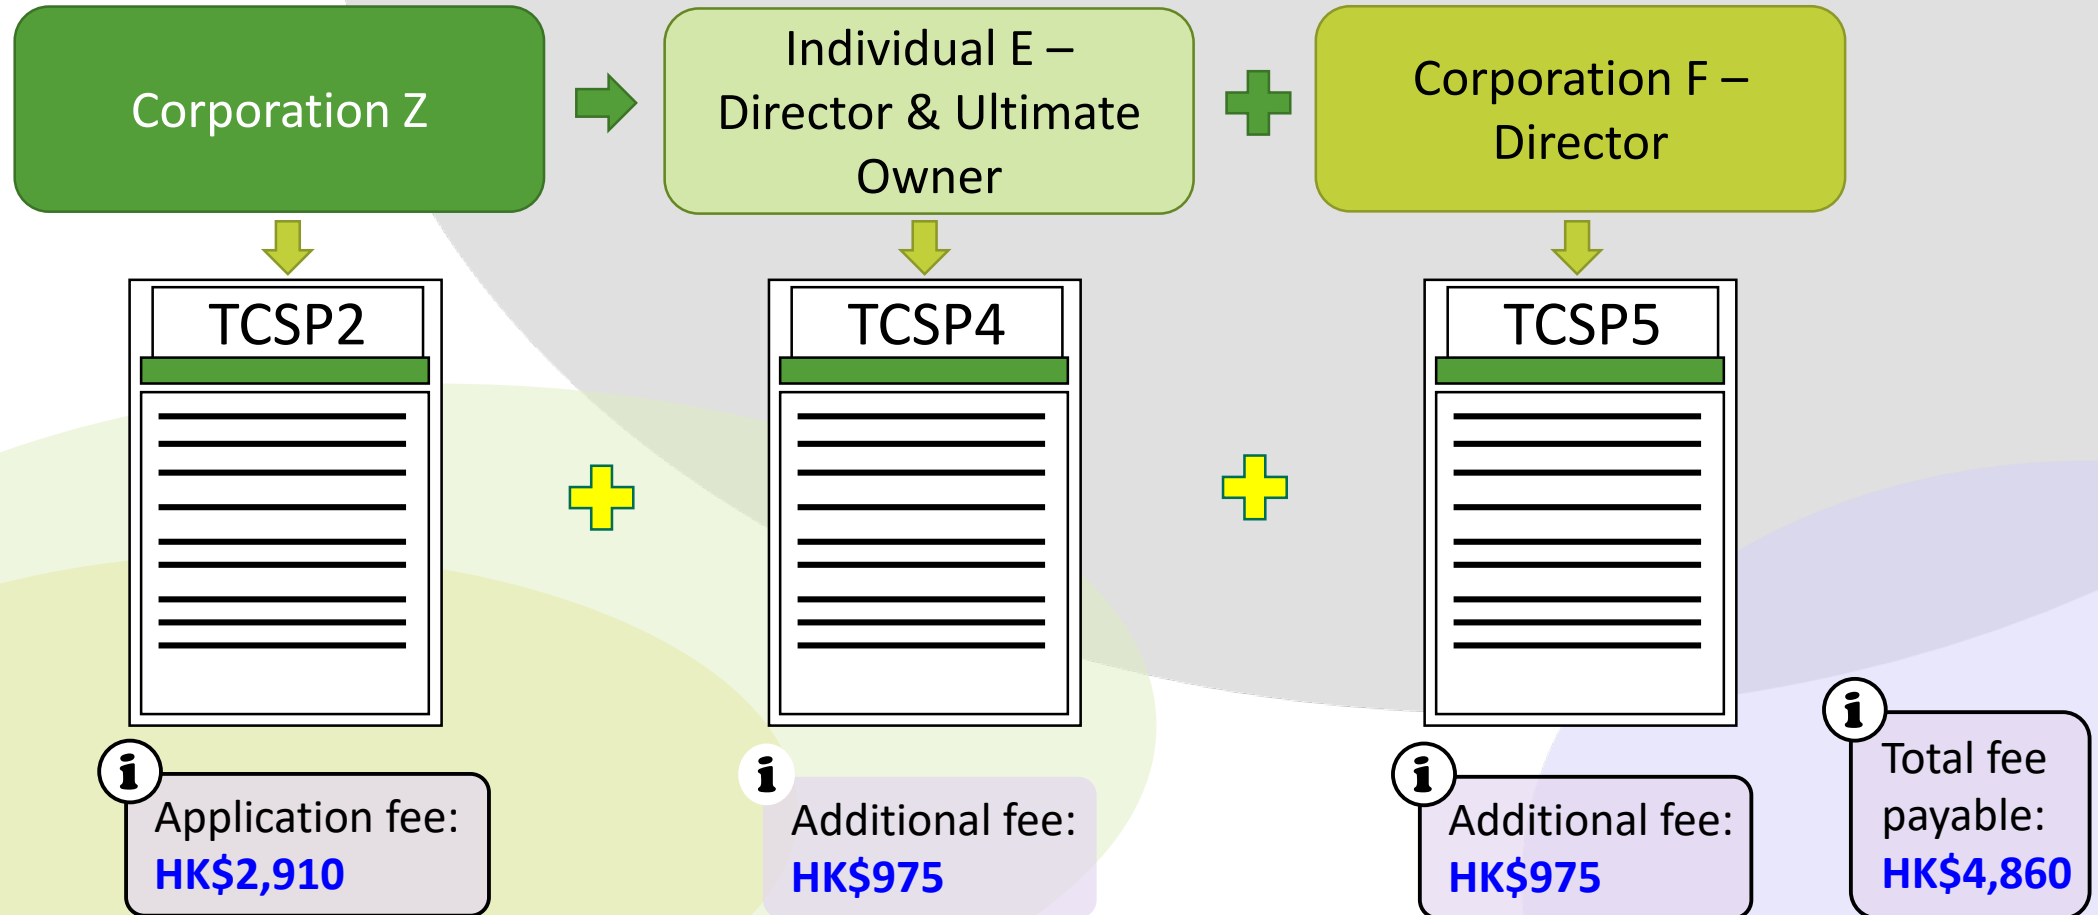 Corporation Z
Individual E –
Director & Ultimate
Owner
Corporation F –
Director
TCSP2
TCSP4
TCSP5
i
Application fee:
HK$2,910
i
Additional fee:
HK$975
i
Additional fee:
HK$975
i
Total fee
payable:
HK$4,860